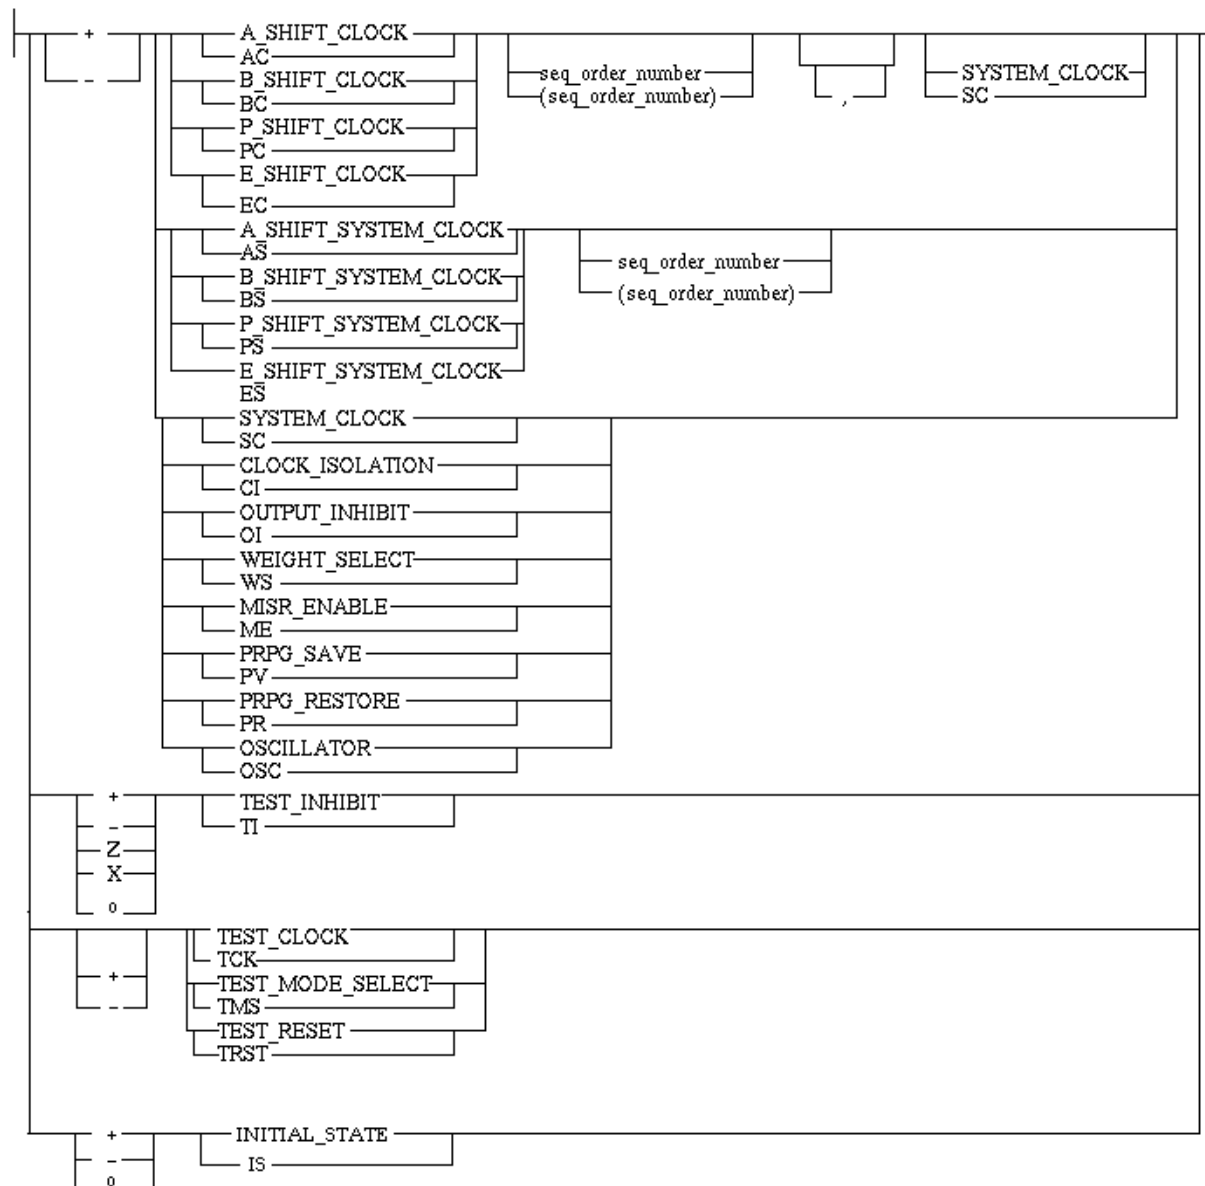 + A_SHIFT_CLOCK
- AC seq_order_number SYSTEM_CLOCK
B_SHIFT_CLOCK (seq_order_number) , SC
BC
P_SHIFT_CLOCK
PC
E_SHIFT_CLOCK
EC
A_SHIFT_SYSTEM_CLOCK
AS seq_order_number
B_SHIFT_SYSTEM_CLOCK
BS (seq_order_number)
P_SHIFT_SYSTEM_CLOCK
PS
E_SHIFT_SYSTEM_CLOCK
ES
SYSTEM_CLOCK
SC
CLOCK_ISOLATION
CI
OUTPUT_INHIBIT
OI
WEIGHT_SELECT
WS
MISR_ENABLE
ME
PRPG_SAVE
PV
PRPG_RESTORE
PR
OSCILLATOR
OSC
+ TEST_INHIBIT
- TI
Z
X
0
TEST_CLOCK
TCK
+ TEST_MODE_SELECT
- TMS
TEST_RESET
TRST
+ INITIAL_STATE
- IS
0